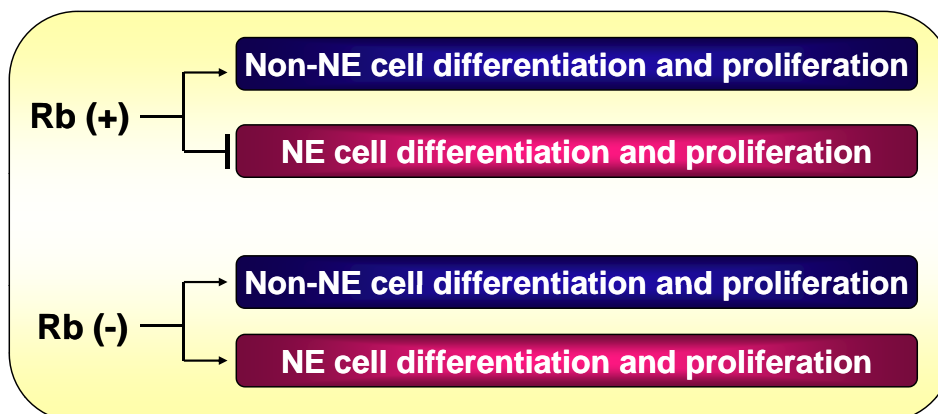 Non-NE cell differentiation and proliferation
Rb (+)
NE cell differentiation and proliferation
Non-NE cell differentiation and proliferation
Rb (-)
NE cell differentiation and proliferation